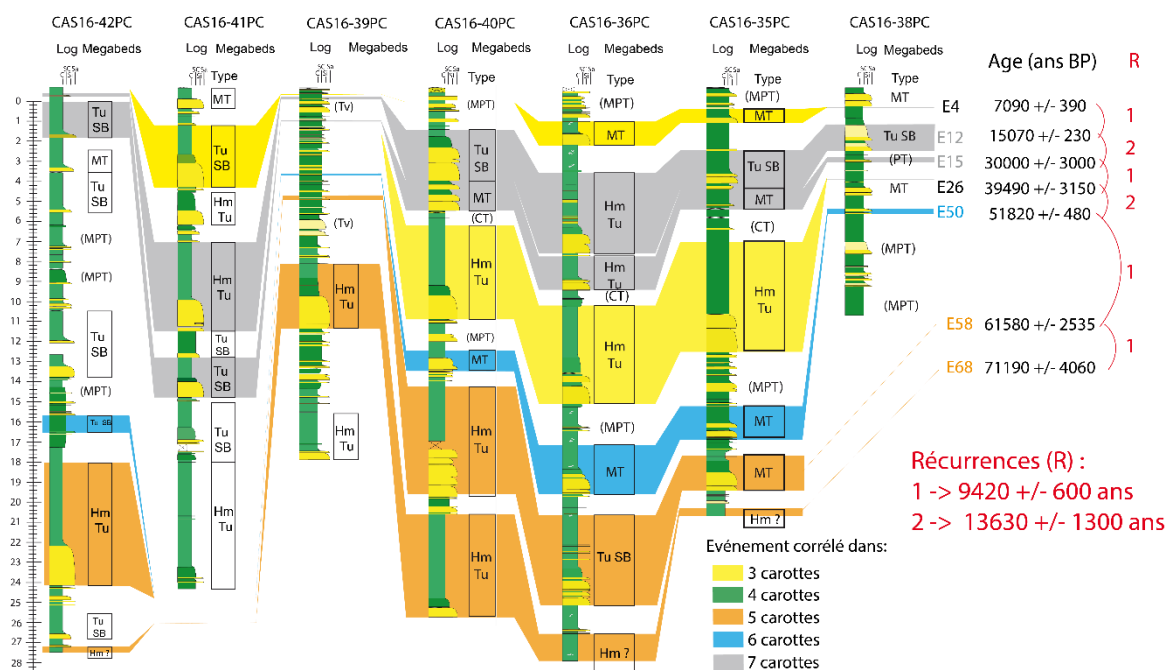 CAS16-42PC CAS16-41PC CAS16-39PC CAS16-40PC CAS16-36PC CAS16-35PC CAS16-38PC
Log Megabeds Log Megabeds Log Megabeds Log Megabeds Log Megabeds Log Megabeds Log Megabeds
Type Type Type Type Type
Age (ans BP) R
0
1
2
3
4
5
6
7
8
9
10
11
12
13
14
15
16
17
18
19
20
21
22
23
24
25
26
27
28
Tu SB
MT
Tu SB
(MPT)
(MPT)
Tu SB
(MPT)
Tu SB
Hm Tu
Tu SB
Hm ?
MT
Tu SB
Hm Tu
Hm Tu
Tu SB
Tu SB
Tu SB
Hm Tu
(Tv)
(Tv)
Hm Tu
Hm Tu
(MPT)
Tu SB
MT
(CT)
Hm Tu
(MPT)
MT
Hm Tu
Hm Tu
(MPT)
MT
Hm Tu
Hm Tu
(CT)
Hm Tu
(MPT)
MT
Tu SB
Hm ?
(MPT)
MT
Tu SB
MT
(CT)
Hm Tu
(MPT)
MT
MT
Hm ?
MT
Tu SB
(PT)
MT
(MPT)
(MPT)
E4 7090 +/- 390
1
E12 15070 +/- 230
2
E15 30000 +/- 3000
1
E26 39490 +/- 3150
2
E50 51820 +/- 480
1
E58 61580 +/- 2535
1
E68 71190 +/- 4060
Récurrences (R) :
1 -> 9420 +/- 600 ans
2 -> 13630 +/- 1300 ans
Evénement corrélé dans:
3 carottes
4 carottes
5 carottes
6 carottes
7 carottes